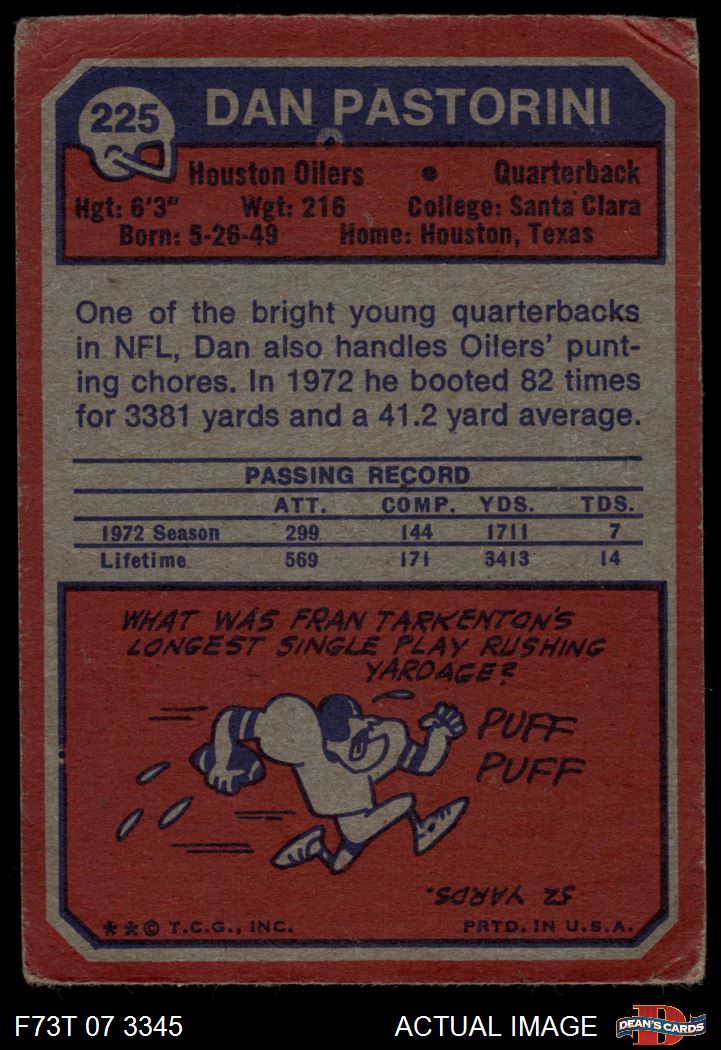 225
DAN PASTORINI
Houston Oilers • Quarterback
Hgt: 6'3" Wgt: 216 College: Santa Clara
Born: 5-26-49 Home: Houston, Texas
One of the bright young quarterbacks
in NFL, Dan also handles Oilers' punt-
ing chores. In 1972 he booted 82 times
for 3381 yards and a 41.2 yard average.
PASSING RECORD
ATT. COMP. YDS. TDS.
1972 Season 299 144 1711 7
Lifetime 569 171 3413 14
WHAT WAS FRAN TARKENTON'S
LONGEST SINGLE PLAY RUSHING
YARDAGE?
PUFF
PUFF
52 YARDS.
**© T.C.G., INC. PRTD. IN U.S.A.
F73T 07 3345 ACTUAL IMAGE D DEAN'S CARDS